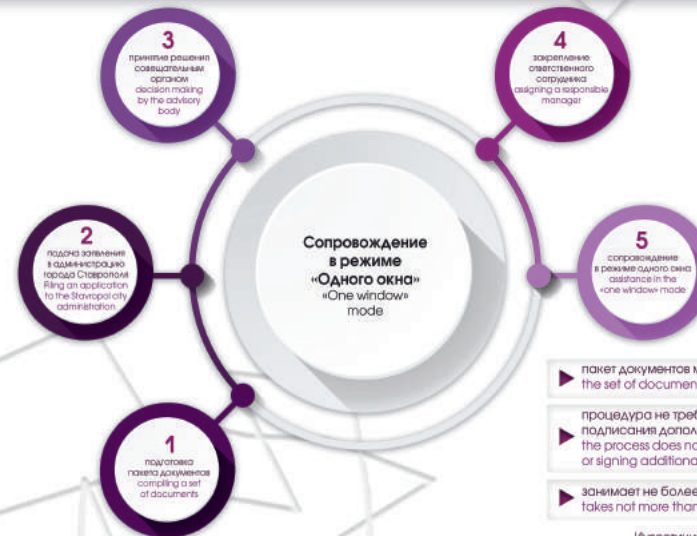 3
принятие решения
совещательным
органом
decision making
by the advisory
body
4
закрепление
ответственного
сотрудника
assigning a responsible
manager
2
подача заявления
в администрацию
города Ставрополя
Filing an application
to the Stavropol city
administration
Сопровождение
в режиме
«Одного окна»
«One window»
mode
5
сопровождение
в режиме одного окна
assistance in the
«one window» mode
1
подготовка
пакета документов
compiling a set
of documents
пакет документов
the set of documen
процедура не треб
подписания допол
the process does no
or signing additiona
занимает не более
takes not more than